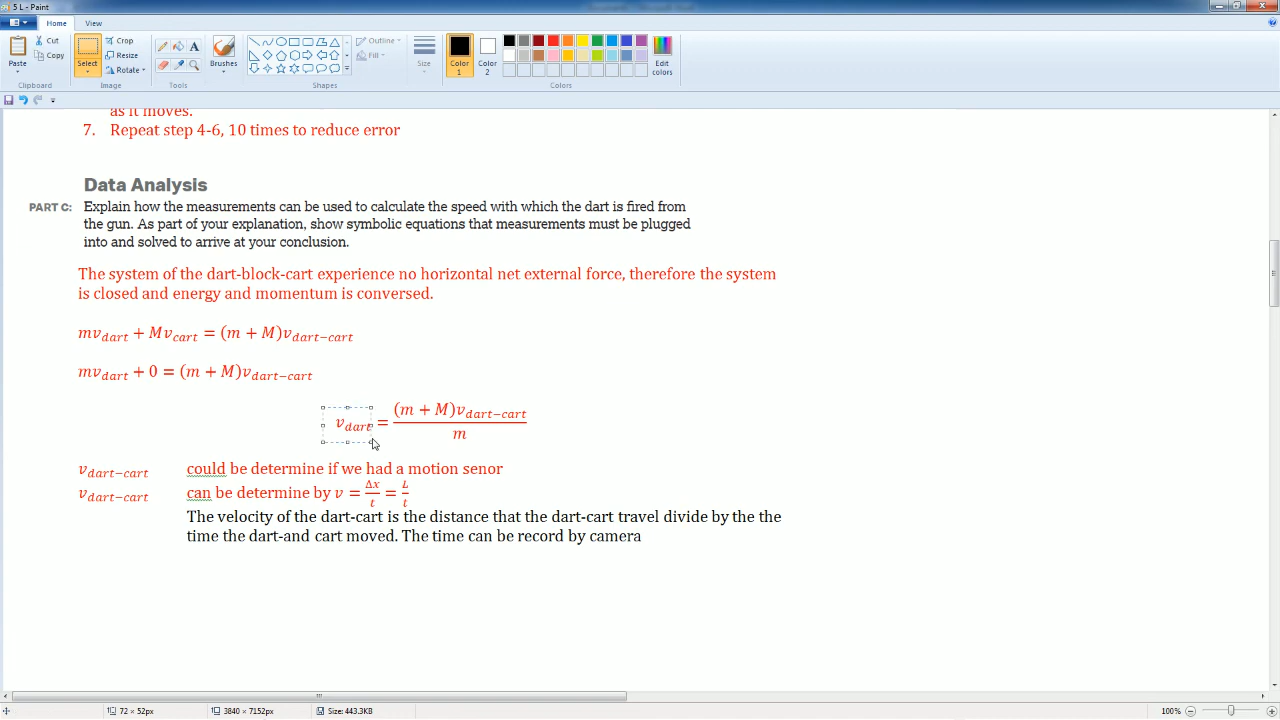 5 L - Paint
Home View
Paste Cut Copy Select Crop Resize Rotate A Brushes Outline Fill Size Color 1 Color 2 Edit colors
Clipboard Image Tools Shapes Colors
as it moves.
7. Repeat step 4-6, 10 times to reduce error
Data Analysis
PART C: Explain how the measurements can be used to calculate the speed with which the dart is fired from
the gun. As part of your explanation, show symbolic equations that measurements must be plugged
into and solved to arrive at your conclusion.
The system of the dart-block-cart experience no horizontal net external force, therefore the system
is closed and energy and momentum is conversed.
mv_dart + Mv_cart = (m + M)v_dart−cart
mv_dart + 0 = (m + M)v_dart−cart
v_dart = (m + M)v_dart−cart / m
v_dart−cart could be determine if we had a motion senor
v_dart−cart can be determine by v = Δx/t = L/t
The velocity of the dart-cart is the distance that the dart-cart travel divide by the the
time the dart-and cart moved. The time can be record by camera
72 × 52px 3840 × 7152px Size: 443.3KB 100%